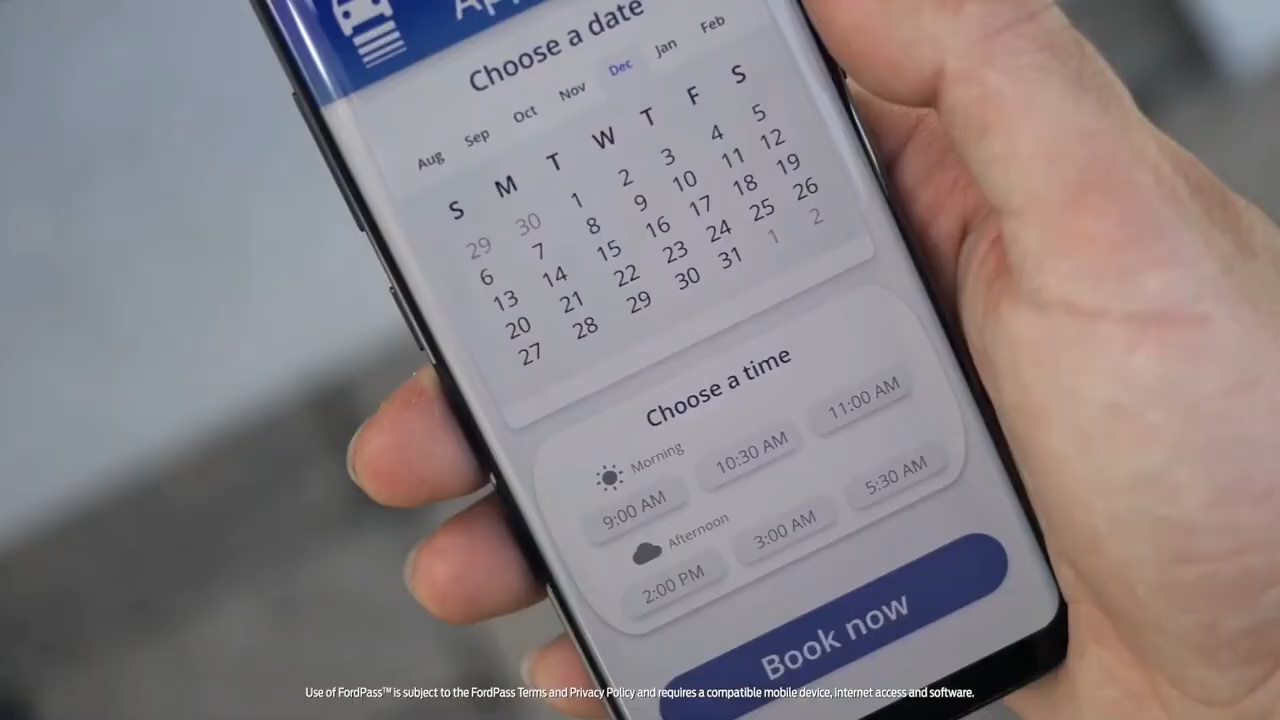 Choose a date
Aug Sep Oct Nov Dec Jan Feb
S M T W T F S
29 30 1 2 3 4 5
6 7 8 9 10 11 12
13 14 15 16 17 18 19
20 21 22 23 24 25 26
27 28 29 30 31 1 2
Choose a time
Morning
9:00 AM 10:30 AM 11:00 AM
Afternoon
2:00 PM 3:00 AM 5:30 AM
Book now
Use of FordPass™ is subject to the FordPass Terms and Privacy Policy and requires a compatible mobile device, internet access and software.